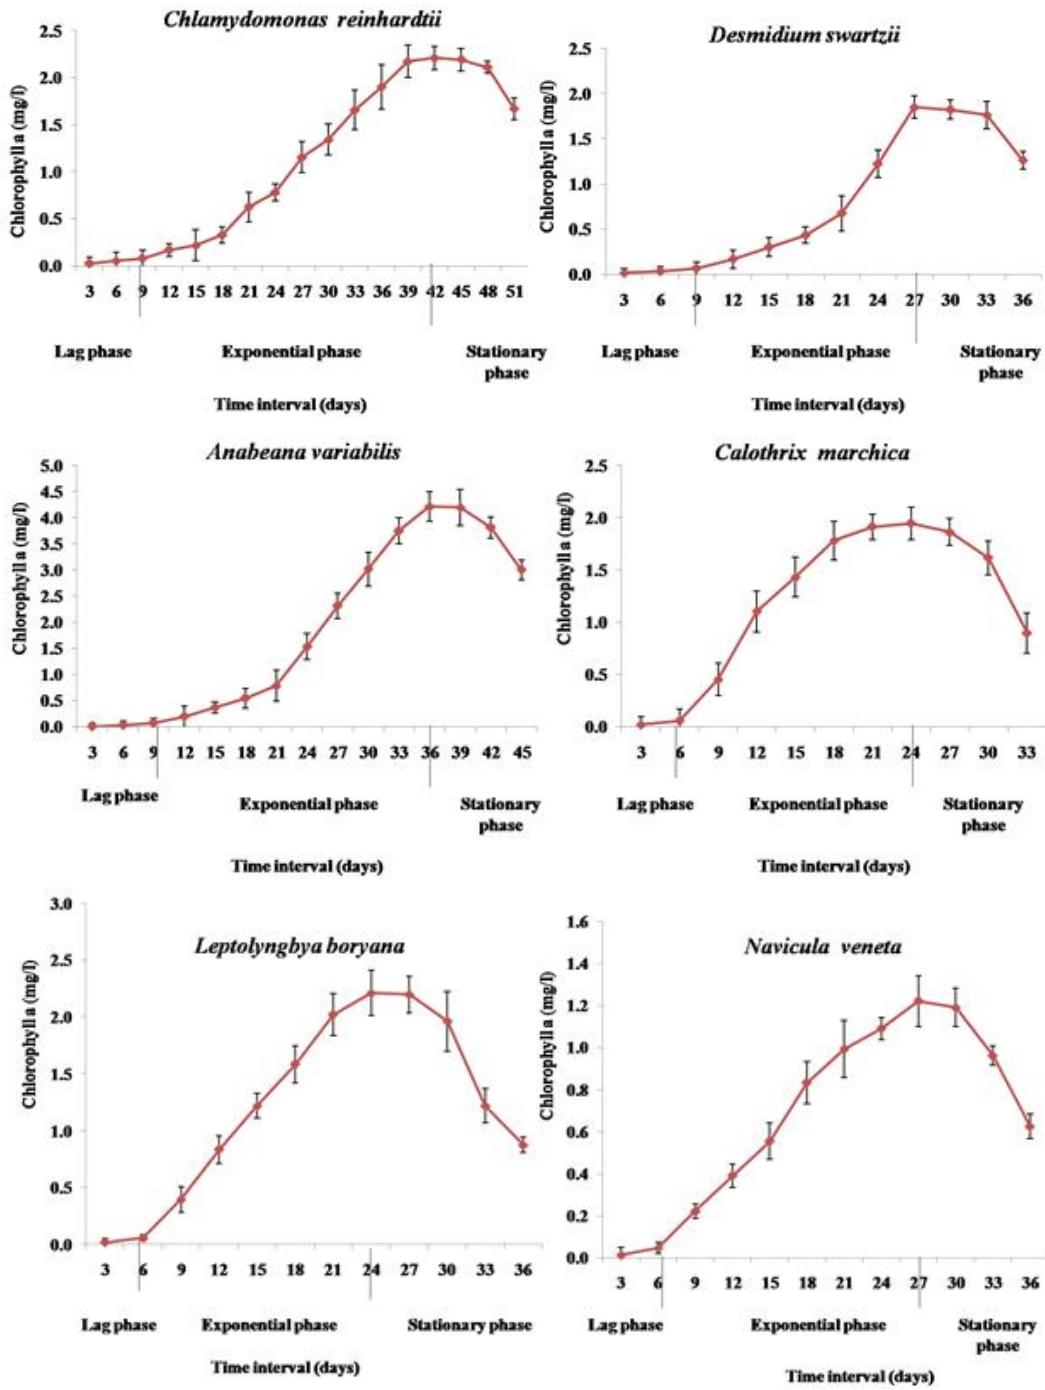 Chlamydomonas reinhardtii
Chlorophyll a (mg/l)
2.5
2.0
1.5
1.0
0.5
0.0
3 6 9 12 15 18 21 24 27 30 33 36 39 42 45 48 51
Lag phase Exponential phase Stationary
phase
Time interval (days)
Desmidium swartzii
Chlorophyll a (mg/l)
2.5
2.0
1.5
1.0
0.5
0.0
3 6 9 12 15 18 21 24 27 30 33 36
Lag phase Exponential phase Stationary
phase
Time interval (days)
Anabeana variabilis
Chlorophyll a (mg/l)
5.0
4.5
4.0
3.5
3.0
2.5
2.0
1.5
1.0
0.5
0.0
3 6 9 12 15 18 21 24 27 30 33 36 39 42 45
Lag phase Exponential phase Stationary
phase
Time interval (days)
Calothrix marchica
Chlorophyll a (mg/l)
2.5
2.0
1.5
1.0
0.5
0.0
3 6 9 12 15 18 21 24 27 30 33
Lag phase Exponential phase Stationary
phase
Time interval (days)
Leptolyngbya boryana
Chlorophyll a (mg/l)
3.0
2.5
2.0
1.5
1.0
0.5
0.0
3 6 9 12 15 18 21 24 27 30 33 36
Lag phase Exponential phase Stationary phase
Time interval (days)
Navicula veneta
Chlorophyll a (mg/l)
1.6
1.4
1.2
1.0
0.8
0.6
0.4
0.2
0.0
3 6 9 12 15 18 21 24 27 30 33 36
Lag phase Exponential phase Stationary
phase
Time interval (days)